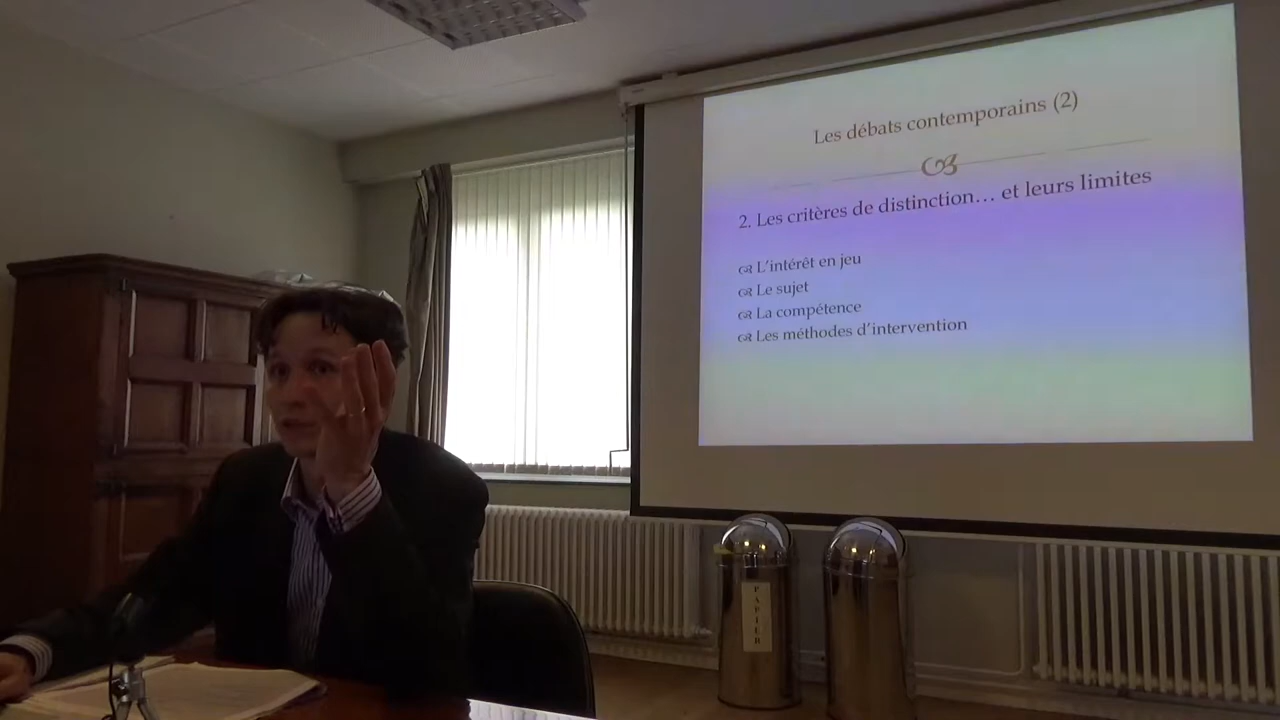 Les débats contemporains (2)
2. Les critères de distinction… et leurs limites
L'intérêt en jeu
Le sujet
La compétence
Les méthodes d'intervention
PAPIER